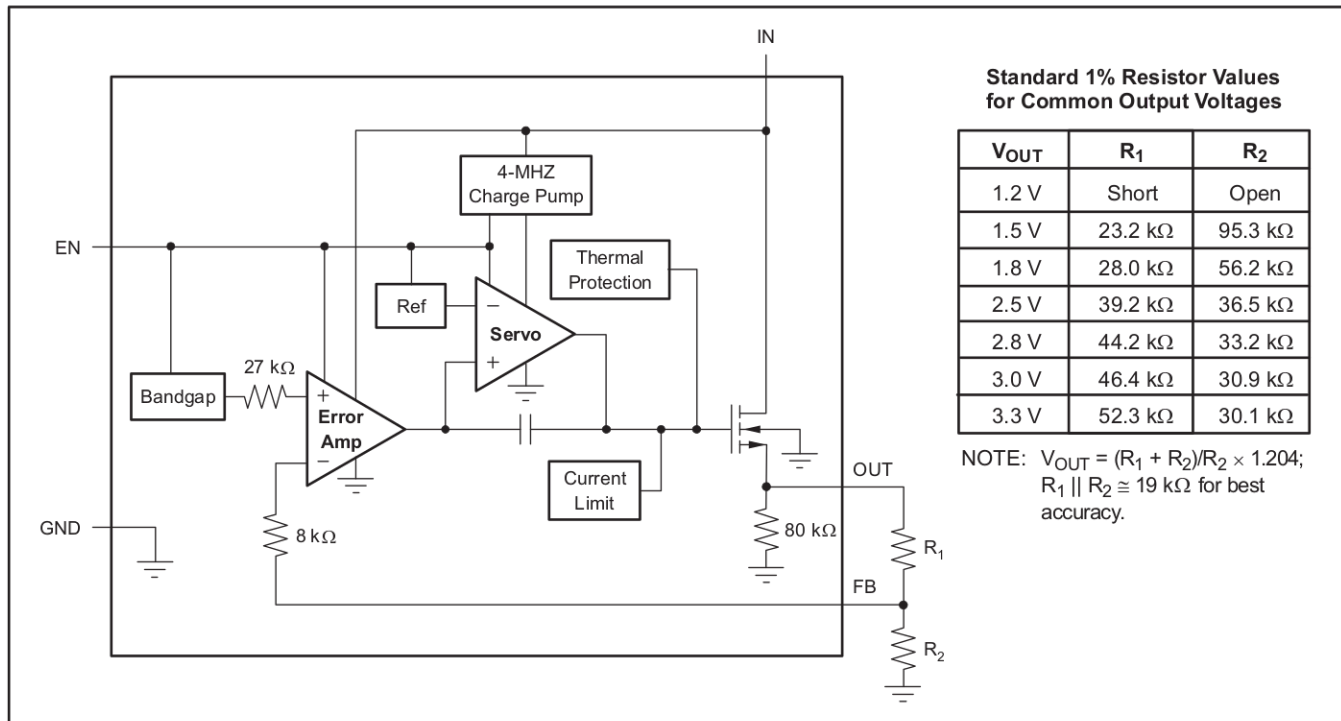 IN
4-MHZ
Charge Pump
EN
Thermal
Protection
Ref
−
Servo
+
27 kΩ
Bandgap
+
Error
Amp
−
Current
Limit
OUT
GND
8 kΩ
80 kΩ
R1
FB
R2
Standard 1% Resistor Values
for Common Output Voltages
VOUT R1 R2
1.2 V Short Open
1.5 V 23.2 kΩ 95.3 kΩ
1.8 V 28.0 kΩ 56.2 kΩ
2.5 V 39.2 kΩ 36.5 kΩ
2.8 V 44.2 kΩ 33.2 kΩ
3.0 V 46.4 kΩ 30.9 kΩ
3.3 V 52.3 kΩ 30.1 kΩ
NOTE: VOUT = (R1 + R2)/R2 × 1.204;
R1 || R2 ≅ 19 kΩ for best
accuracy.